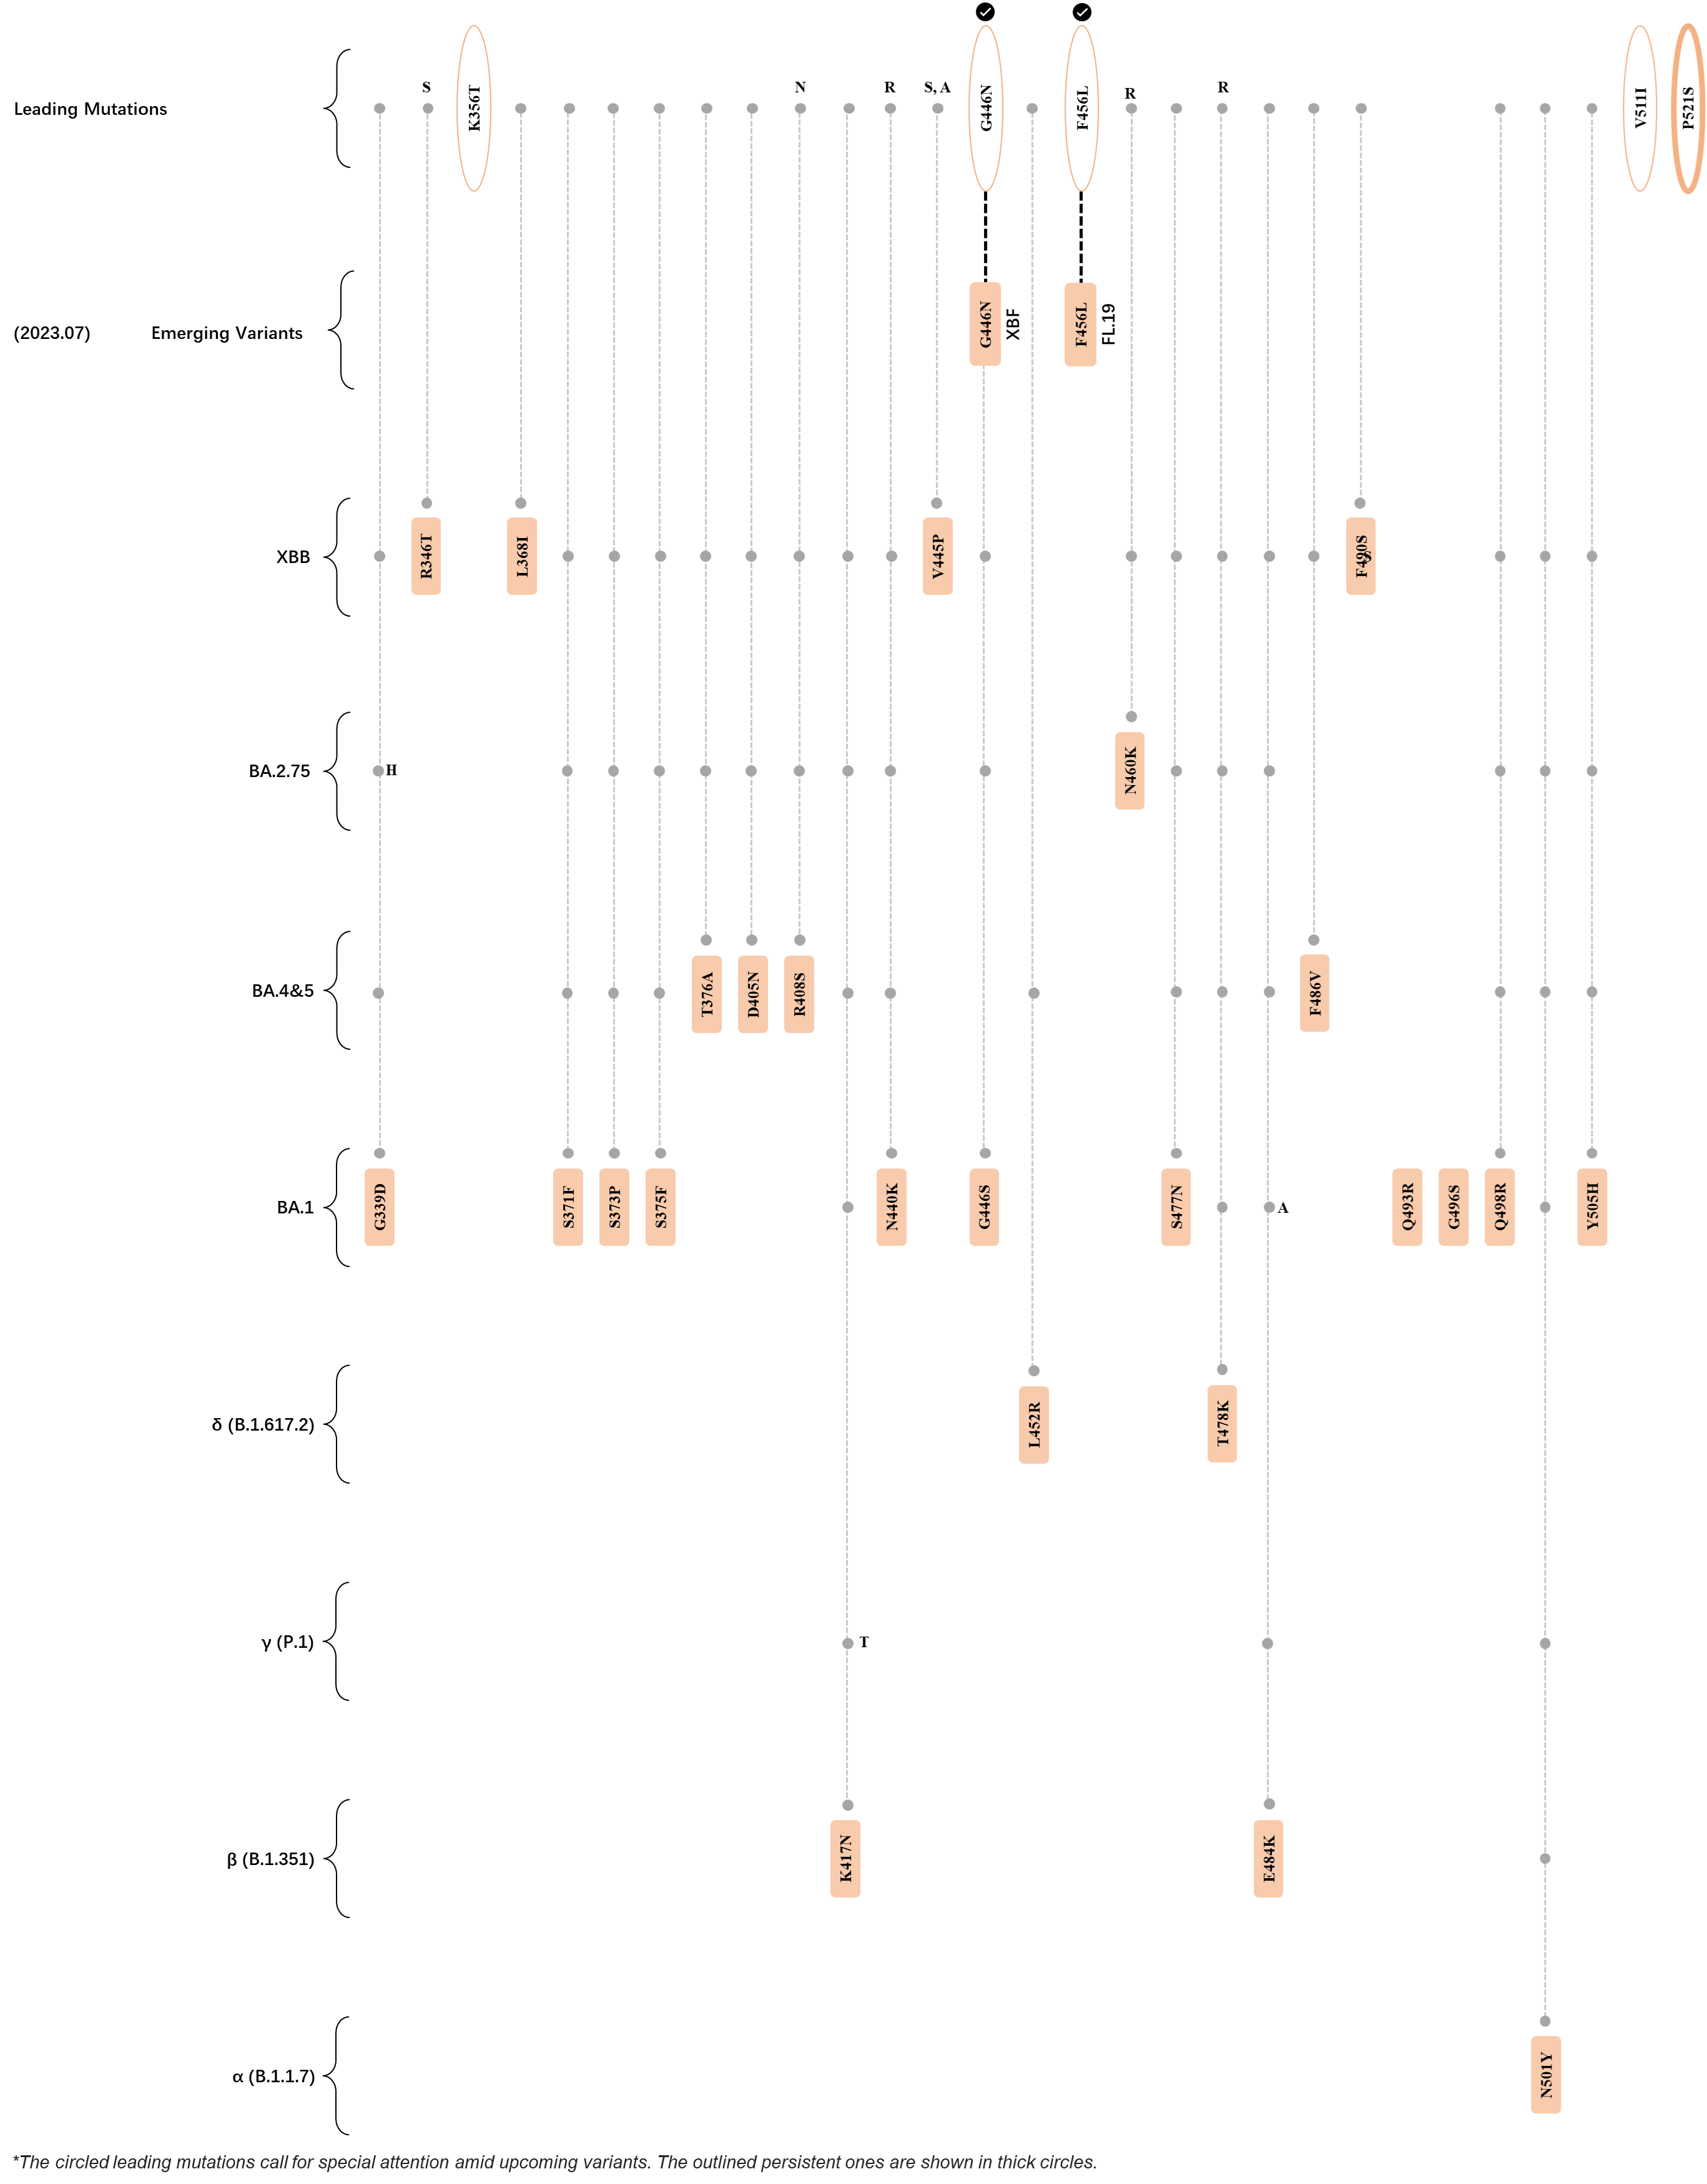 S
N
R
S, A
R
R
Leading Mutations
K356T
G446N
F456L
V511I
P521S
(2023.07)
Emerging Variants
G446N
XBF
F456L
FL.19
XBB
R346T
L368I
V445P
F490S
S
BA.2.75
H
N460K
BA.4&5
T376A
D405N
R408S
F486V
BA.1
G339D
S371F
S373P
S375F
N440K
G446S
S477N
A
Q493R
G496S
Q498R
Y505H
δ (B.1.617.2)
L452R
T478K
γ (P.1)
T
β (B.1.351)
K417N
E484K
α (B.1.1.7)
N501Y
*The circled leading mutations call for special attention amid upcoming variants. The outlined persistent ones are shown in thick circles.